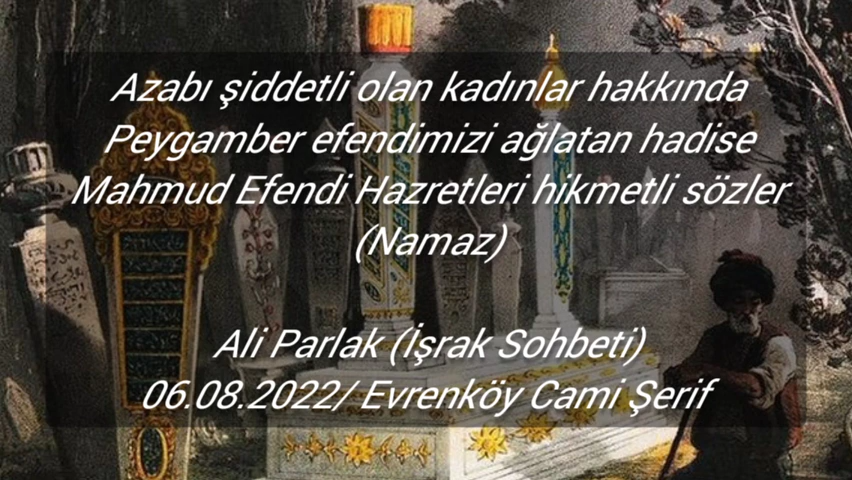 Azabı şiddetli olan kadınlar hakkında
Peygamber efendimizi ağlatan hadise
Mahmud Efendi Hazretleri hikmetli sözler
(Namaz)
Ali Parlak (İşrak Sohbeti)
06.08.2022/ Evrenköy Cami Şerif